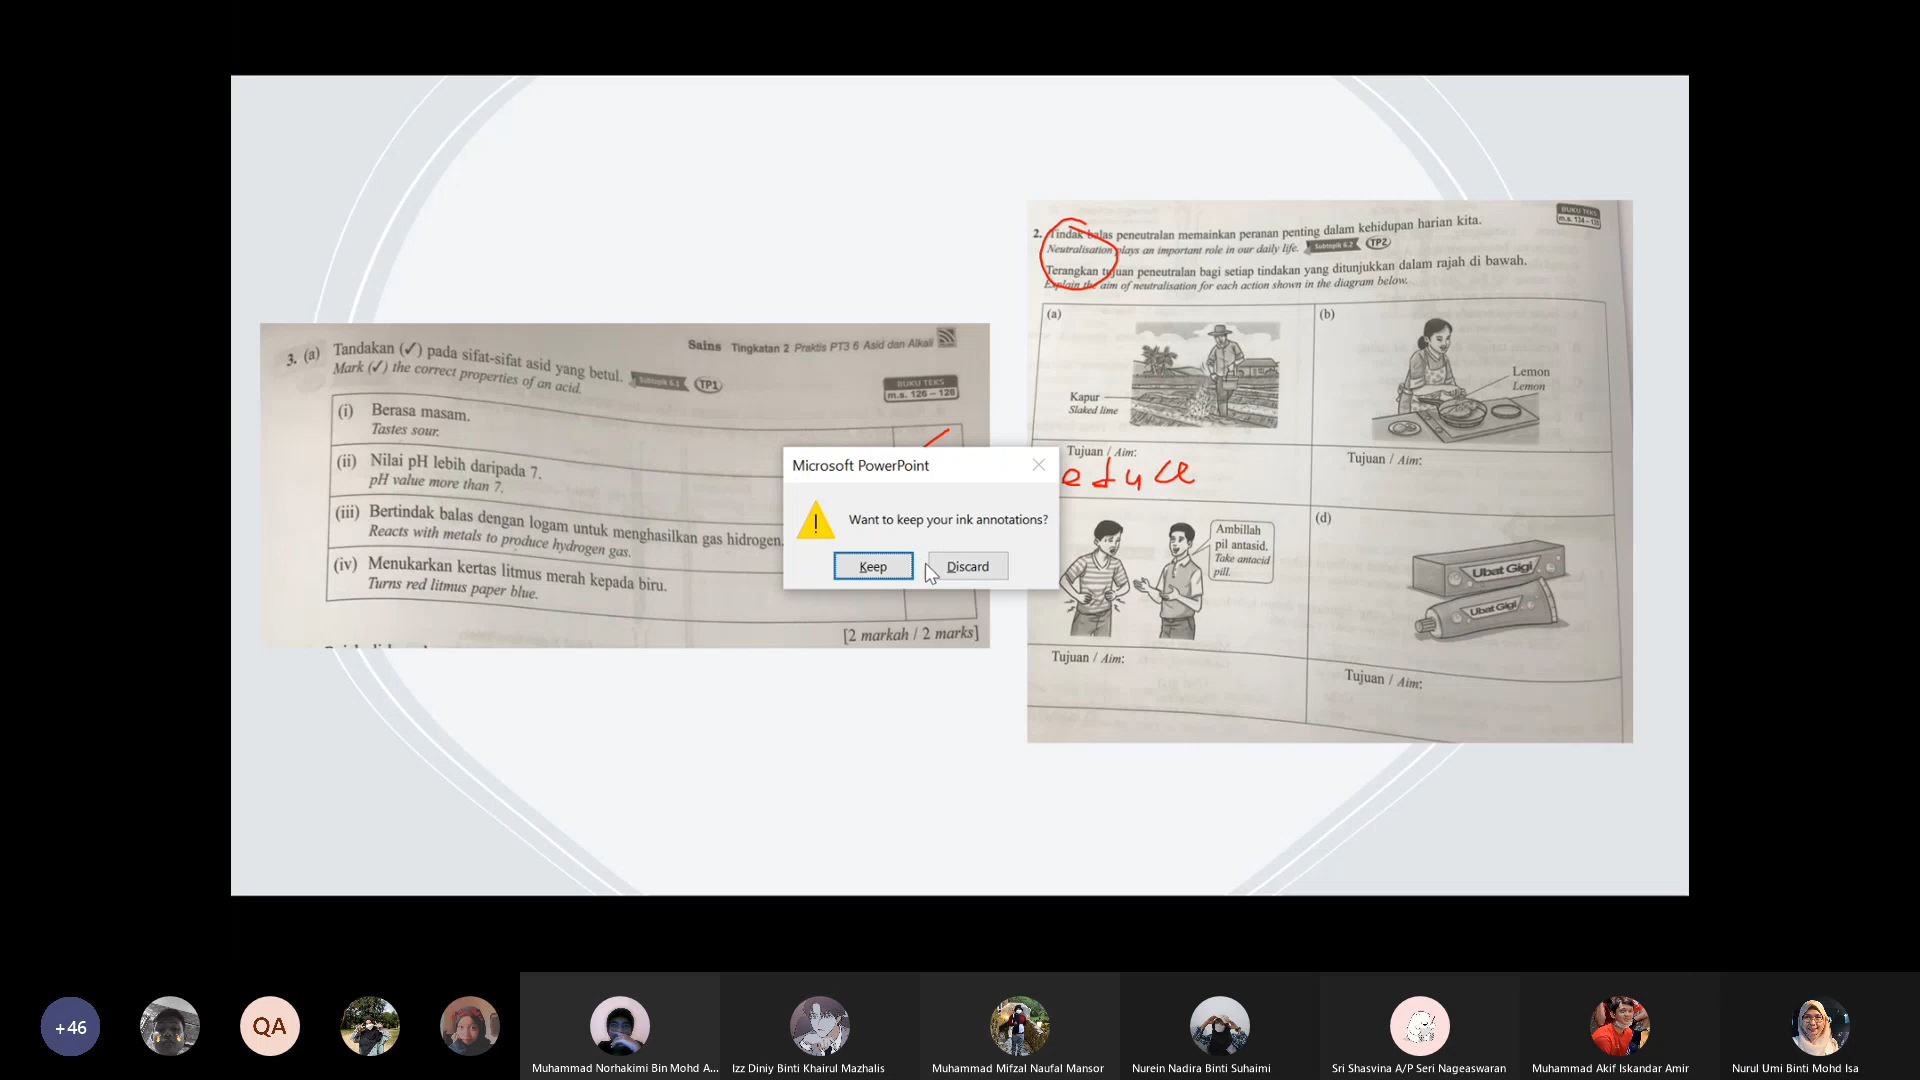 Sains Tingkatan 2 Praktis PT3 6 Asid dan Alkali
3. (a) Tandakan (✓) pada sifat-sifat asid yang betul. Subtopik 6.1 TP1
Mark (✓) the correct properties of an acid.
BUKU TEKS
m.s. 126 – 128
(i) Berasa masam.
Tastes sour.
(ii) Nilai pH lebih daripada 7.
pH value more than 7.
(iii) Bertindak balas dengan logam untuk menghasilkan gas hidrogen.
Reacts with metals to produce hydrogen gas.
(iv) Menukarkan kertas litmus merah kepada biru.
Turns red litmus paper blue.
[2 markah / 2 marks]
Microsoft PowerPoint
Want to keep your ink annotations?
Keep
Discard
BUKU TEKS
2. Tindak balas peneutralan memainkan peranan penting dalam kehidupan harian kita.
Neutralisation plays an important role in our daily life. Subtopik 6.2 TP2
Terangkan tujuan peneutralan bagi setiap tindakan yang ditunjukkan dalam rajah di bawah.
Explain the aim of neutralisation for each action shown in the diagram below.
(a)
Kapur
Slaked lime
Tujuan / Aim:
educe
(b)
Lemon
Lemon
Tujuan / Aim:
Ambillah
pil antasid.
Take antacid
pill.
Tujuan / Aim:
(d)
Ubat Gigi
Ubat Gigi
Tujuan / Aim:
+46
QA
Muhammad Norhakimi Bin Mohd A...
Izz Diniy Binti Khairul Mazhalis
Muhammad Mifzal Naufal Mansor
Nurein Nadira Binti Suhaimi
Sri Shasvina A/P Seri Nageaswaran
Muhammad Akif Iskandar Amir
Nurul Umi Binti Mohd Isa